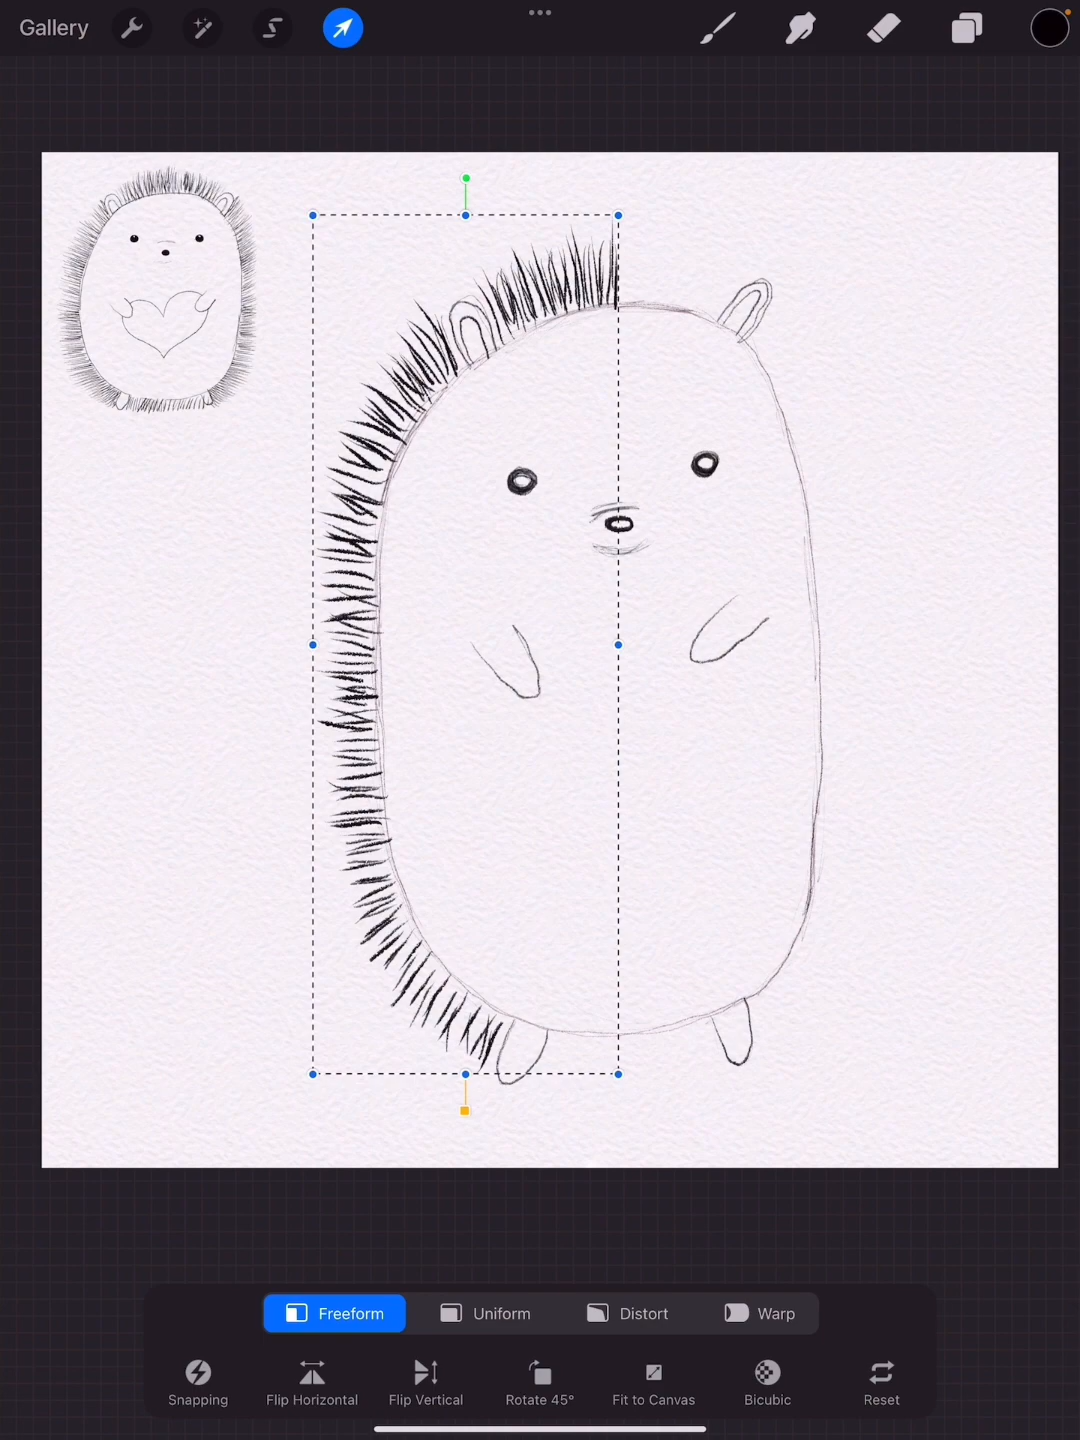 Gallery
Freeform Uniform Distort Warp
Snapping Flip Horizontal Flip Vertical Rotate 45° Fit to Canvas Bicubic Reset